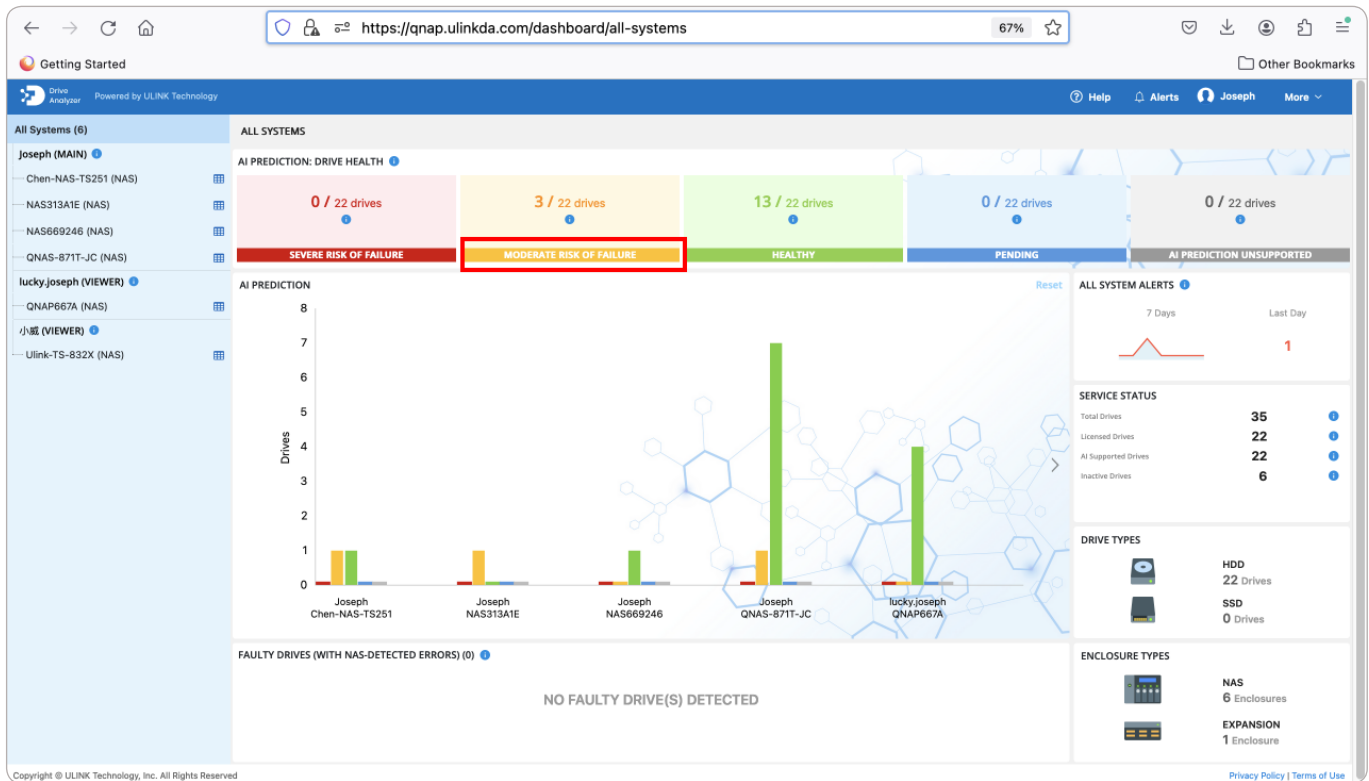 https://qnap.ulinkda.com/dashboard/all-systems
67%
Getting Started
Other Bookmarks
Drive
Analyzer
Powered by ULINK Technology
Help
Alerts
Joseph
More
All Systems (6)
Joseph (MAIN)
Chen-NAS-TS251 (NAS)
NAS313A1E (NAS)
NAS669246 (NAS)
QNAS-871T-JC (NAS)
lucky.joseph (VIEWER)
QNAP667A (NAS)
小威 (VIEWER)
Ulink-TS-832X (NAS)
ALL SYSTEMS
AI PREDICTION: DRIVE HEALTH
0 / 22 drives
SEVERE RISK OF FAILURE
3 / 22 drives
MODERATE RISK OF FAILURE
13 / 22 drives
HEALTHY
0 / 22 drives
PENDING
0 / 22 drives
AI PREDICTION UNSUPPORTED
AI PREDICTION
Reset
8
7
6
5
4
3
2
1
0
Drives
Joseph
Chen-NAS-TS251
Joseph
NAS313A1E
Joseph
NAS669246
Joseph
QNAS-871T-JC
lucky.joseph
QNAP667A
ALL SYSTEM ALERTS
7 Days
Last Day
1
SERVICE STATUS
Total Drives 35
Licensed Drives 22
AI Supported Drives 22
Inactive Drives 6
DRIVE TYPES
HDD
22 Drives
SSD
0 Drives
FAULTY DRIVES (WITH NAS-DETECTED ERRORS) (0)
NO FAULTY DRIVE(S) DETECTED
ENCLOSURE TYPES
NAS
6 Enclosures
EXPANSION
1 Enclosure
Copyright © ULINK Technology, Inc. All Rights Reserved
Privacy Policy | Terms of Use